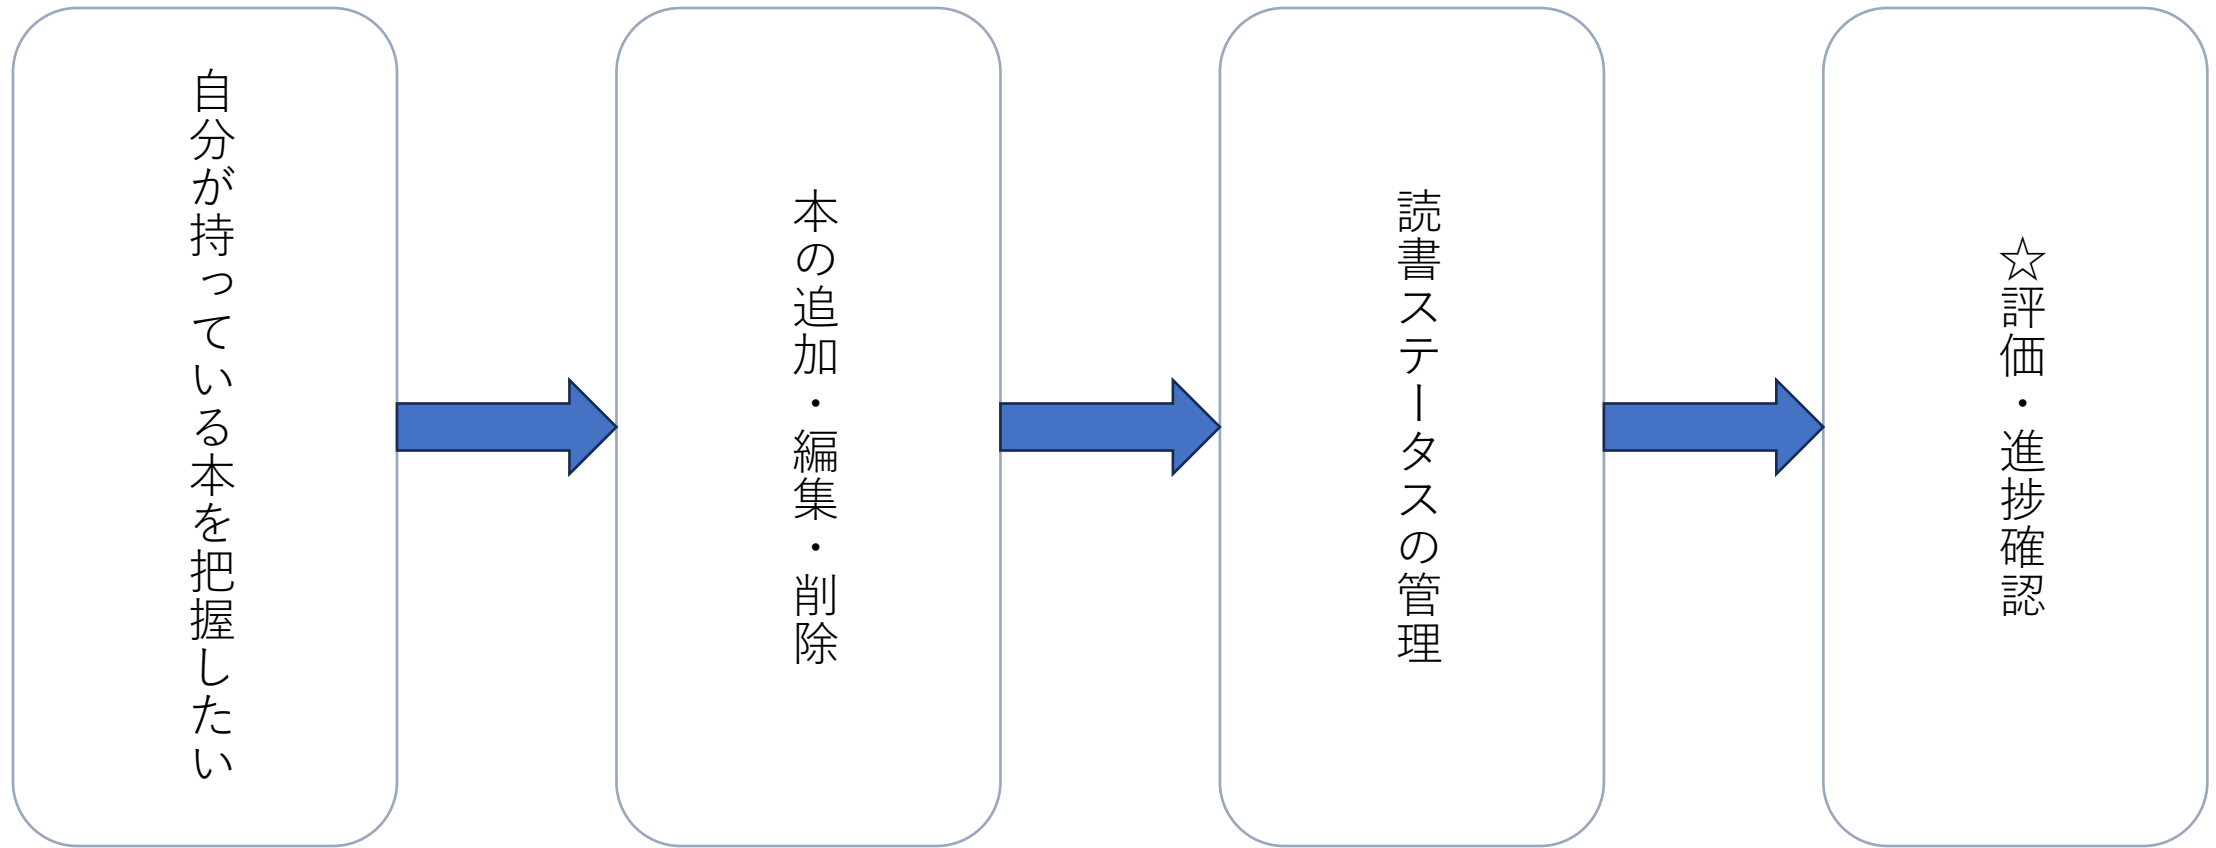 自分が持っている本を把握したい
本の追加・編集・削除
読書ステータスの管理
☆評価・進捗確認